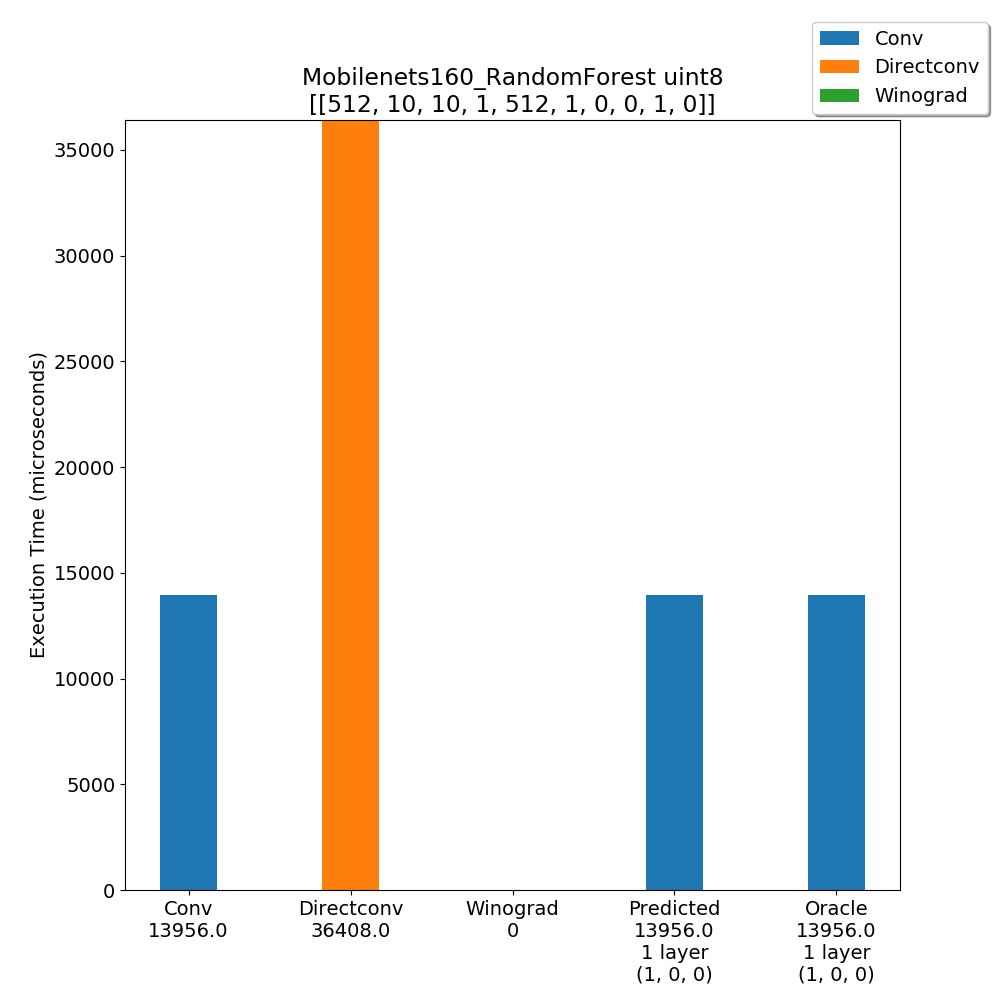 Conv
Directconv
Winograd
Mobilenets160_RandomForest uint8
[[512, 10, 10, 1, 512, 1, 0, 0, 1, 0]]
Execution Time (microseconds)
35000
30000
25000
20000
15000
10000
5000
0
Conv
13956.0
Directconv
36408.0
Winograd
0
Predicted
13956.0
1 layer
(1, 0, 0)
Oracle
13956.0
1 layer
(1, 0, 0)